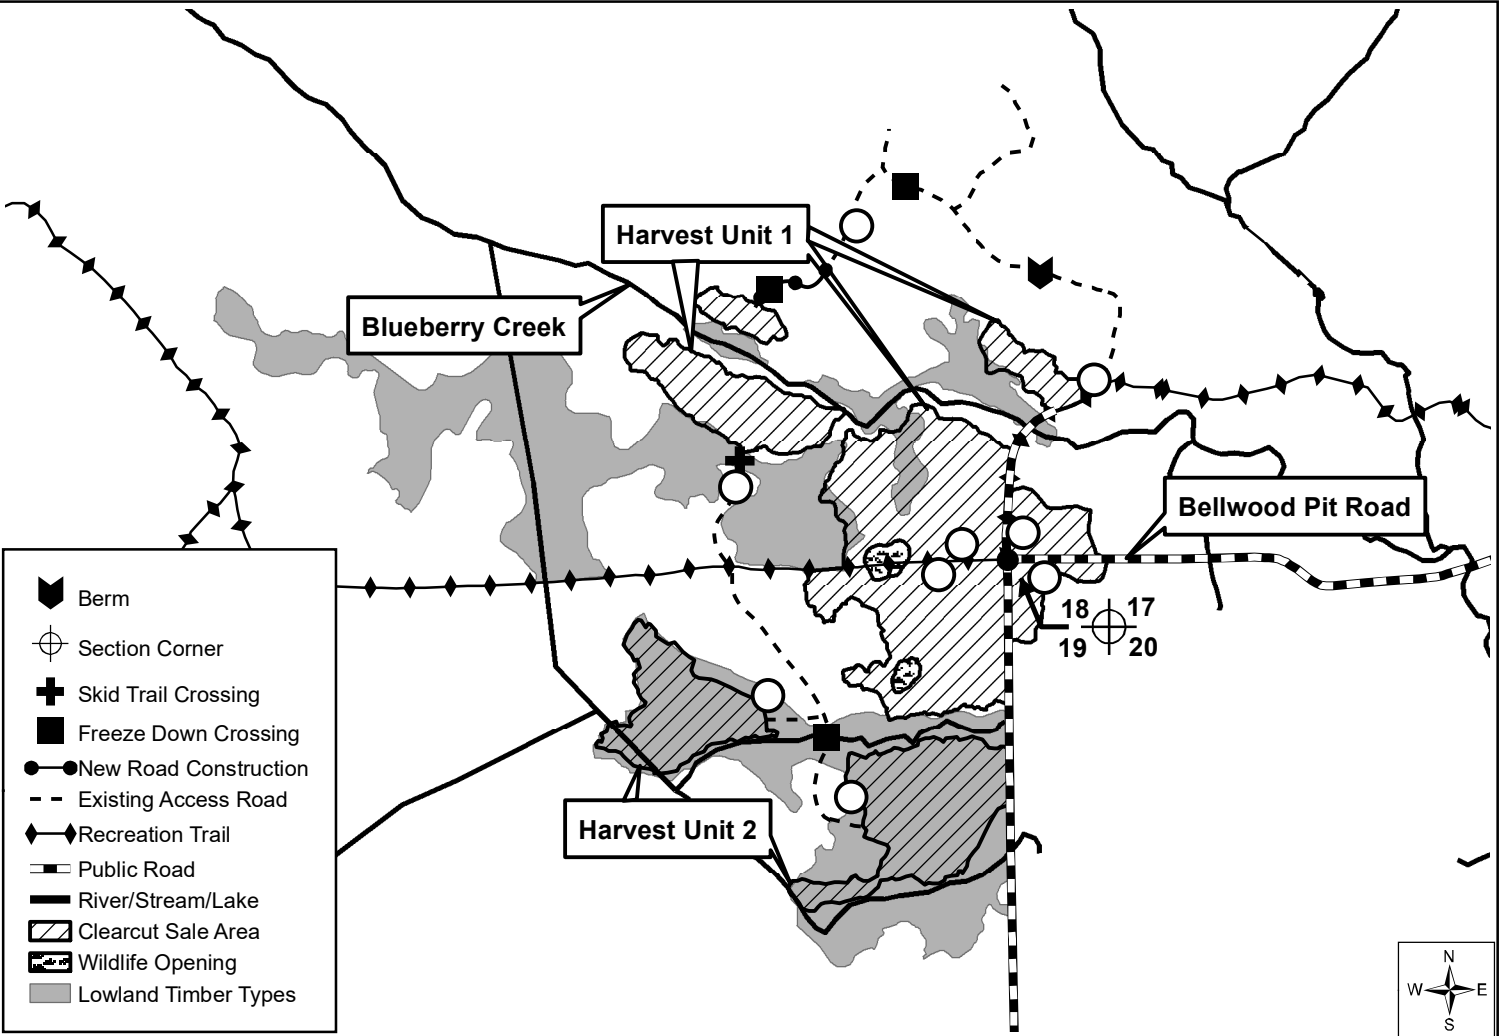 Harvest Unit 1
Blueberry Creek
Bellwood Pit Road
18 17
19 20
Harvest Unit 2
Berm
Section Corner
Skid Trail Crossing
Freeze Down Crossing
New Road Construction
Existing Access Road
Recreation Trail
Public Road
River/Stream/Lake
Clearcut Sale Area
Wildlife Opening
Lowland Timber Types
N
W E
S